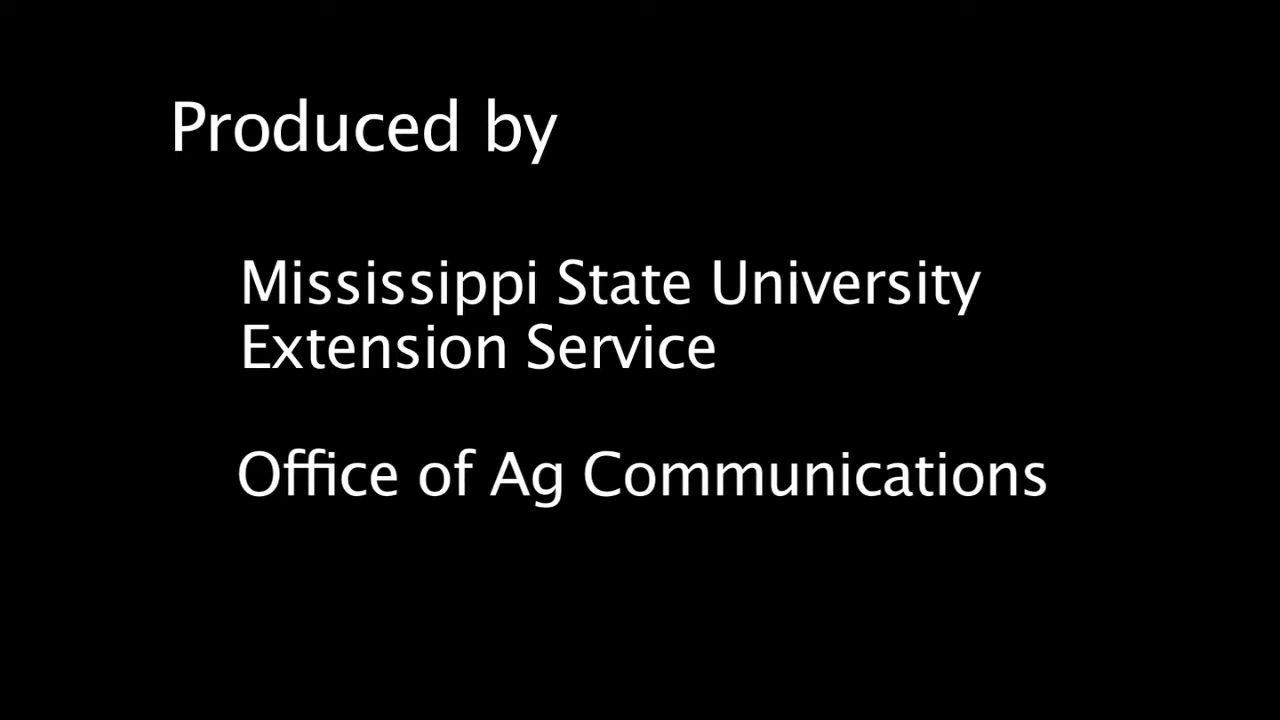 Produced by
Mississippi State University
Extension Service
Office of Ag Communications